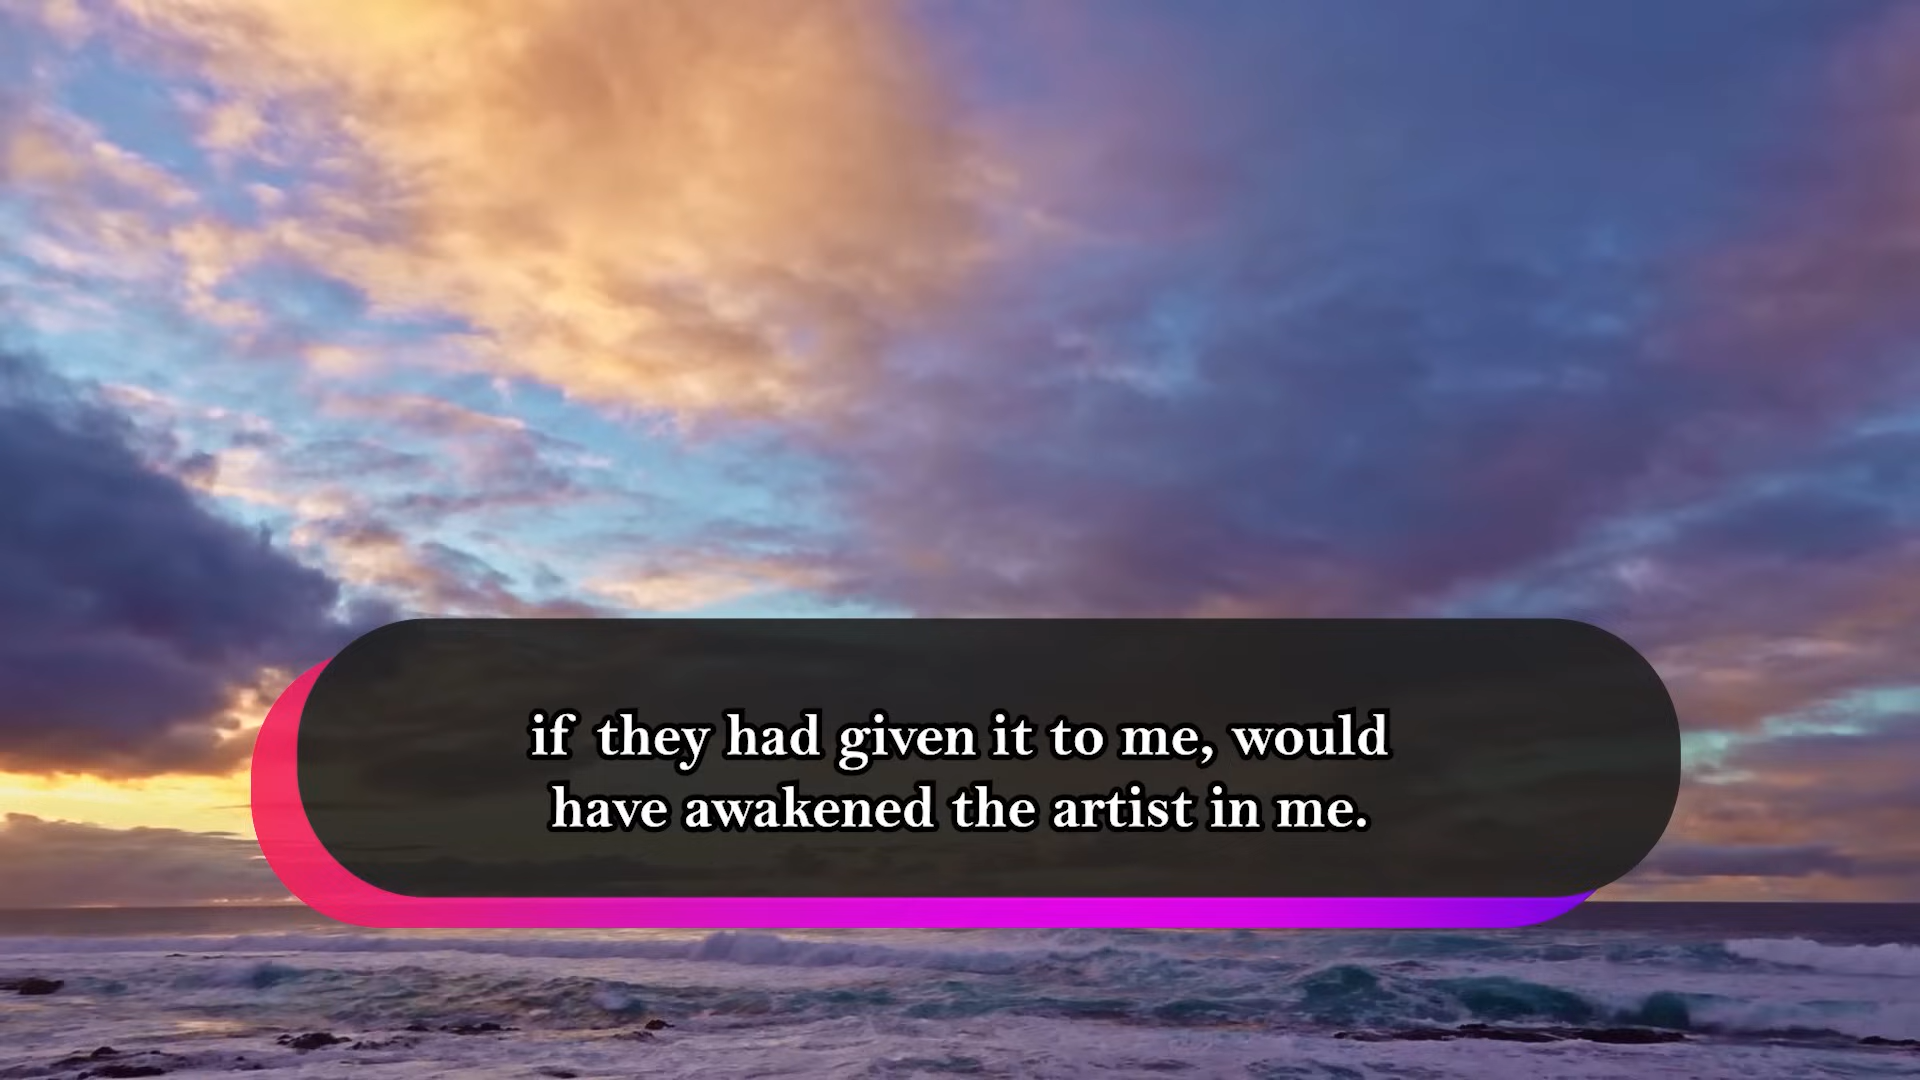 if they had given it to me, would
have awakened the artist in me.